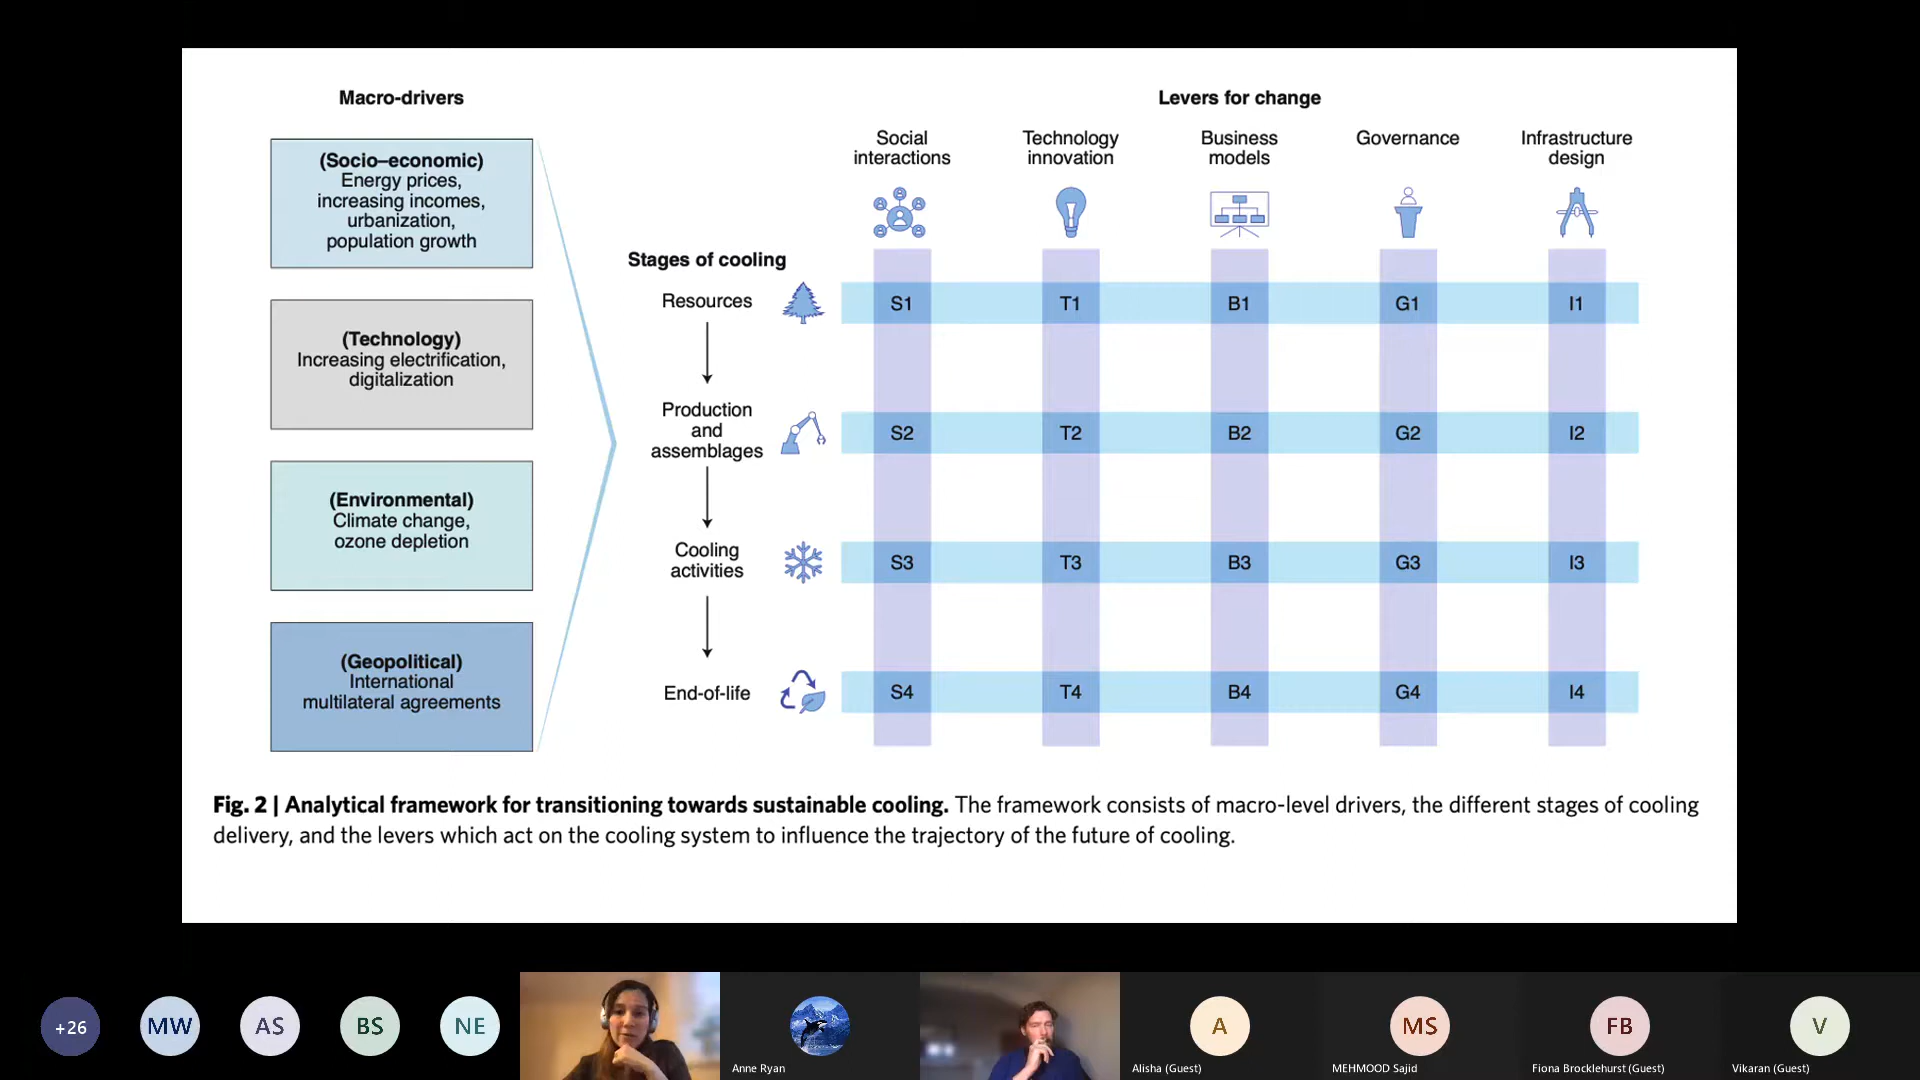 Macro-drivers
(Socio–economic)
Energy prices,
increasing incomes,
urbanization,
population growth
(Technology)
Increasing electrification,
digitalization
(Environmental)
Climate change,
ozone depletion
(Geopolitical)
International
multilateral agreements
Levers for change
Social
interactions
Technology
innovation
Business
models
Governance
Infrastructure
design
Stages of cooling
Resources
S1 T1 B1 G1 I1
Production
and
assemblages
S2 T2 B2 G2 I2
Cooling
activities
S3 T3 B3 G3 I3
End-of-life
S4 T4 B4 G4 I4
Fig. 2 | Analytical framework for transitioning towards sustainable cooling. The framework consists of macro-level drivers, the different stages of cooling
delivery, and the levers which act on the cooling system to influence the trajectory of the future of cooling.
+26
MW
AS
BS
NE
Anne Ryan
A
Alisha (Guest)
MS
MEHMOOD Sajid
FB
Fiona Brocklehurst (Guest)
V
Vikaran (Guest)